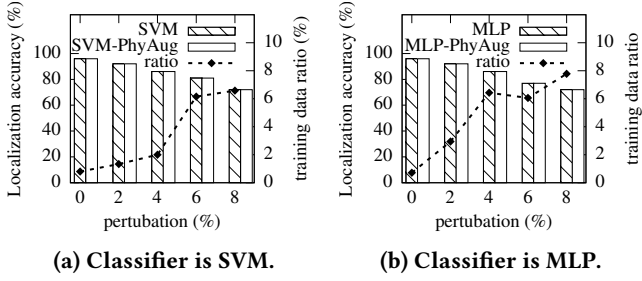 SVM
SVM-PhyAug
ratio
Localization accuracy (%)
100
80
60
40
20
0
training data ratio (%)
10
8
6
4
2
0
0 2 4 6 8
pertubation (%)
(a) Classifier is SVM.
MLP
MLP-PhyAug
ratio
Localization accuracy (%)
100
80
60
40
20
0
training data ratio (%)
10
8
6
4
2
0
0 2 4 6 8
pertubation (%)
(b) Classifier is MLP.